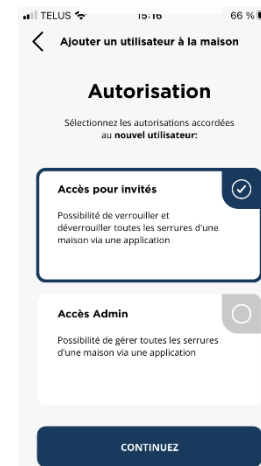 TELUS 15:16 66 %
Ajouter un utilisateur à la maison
Autorisation
Sélectionnez les autorisations accordées
au nouvel utilisateur:
Accès pour invités
Possibilité de verrouiller et
déverrouiller toutes les serrures d'une
maison via une application
Accès Admin
Possibilité de gérer toutes les serrures
d'une maison via une application
CONTINUEZ